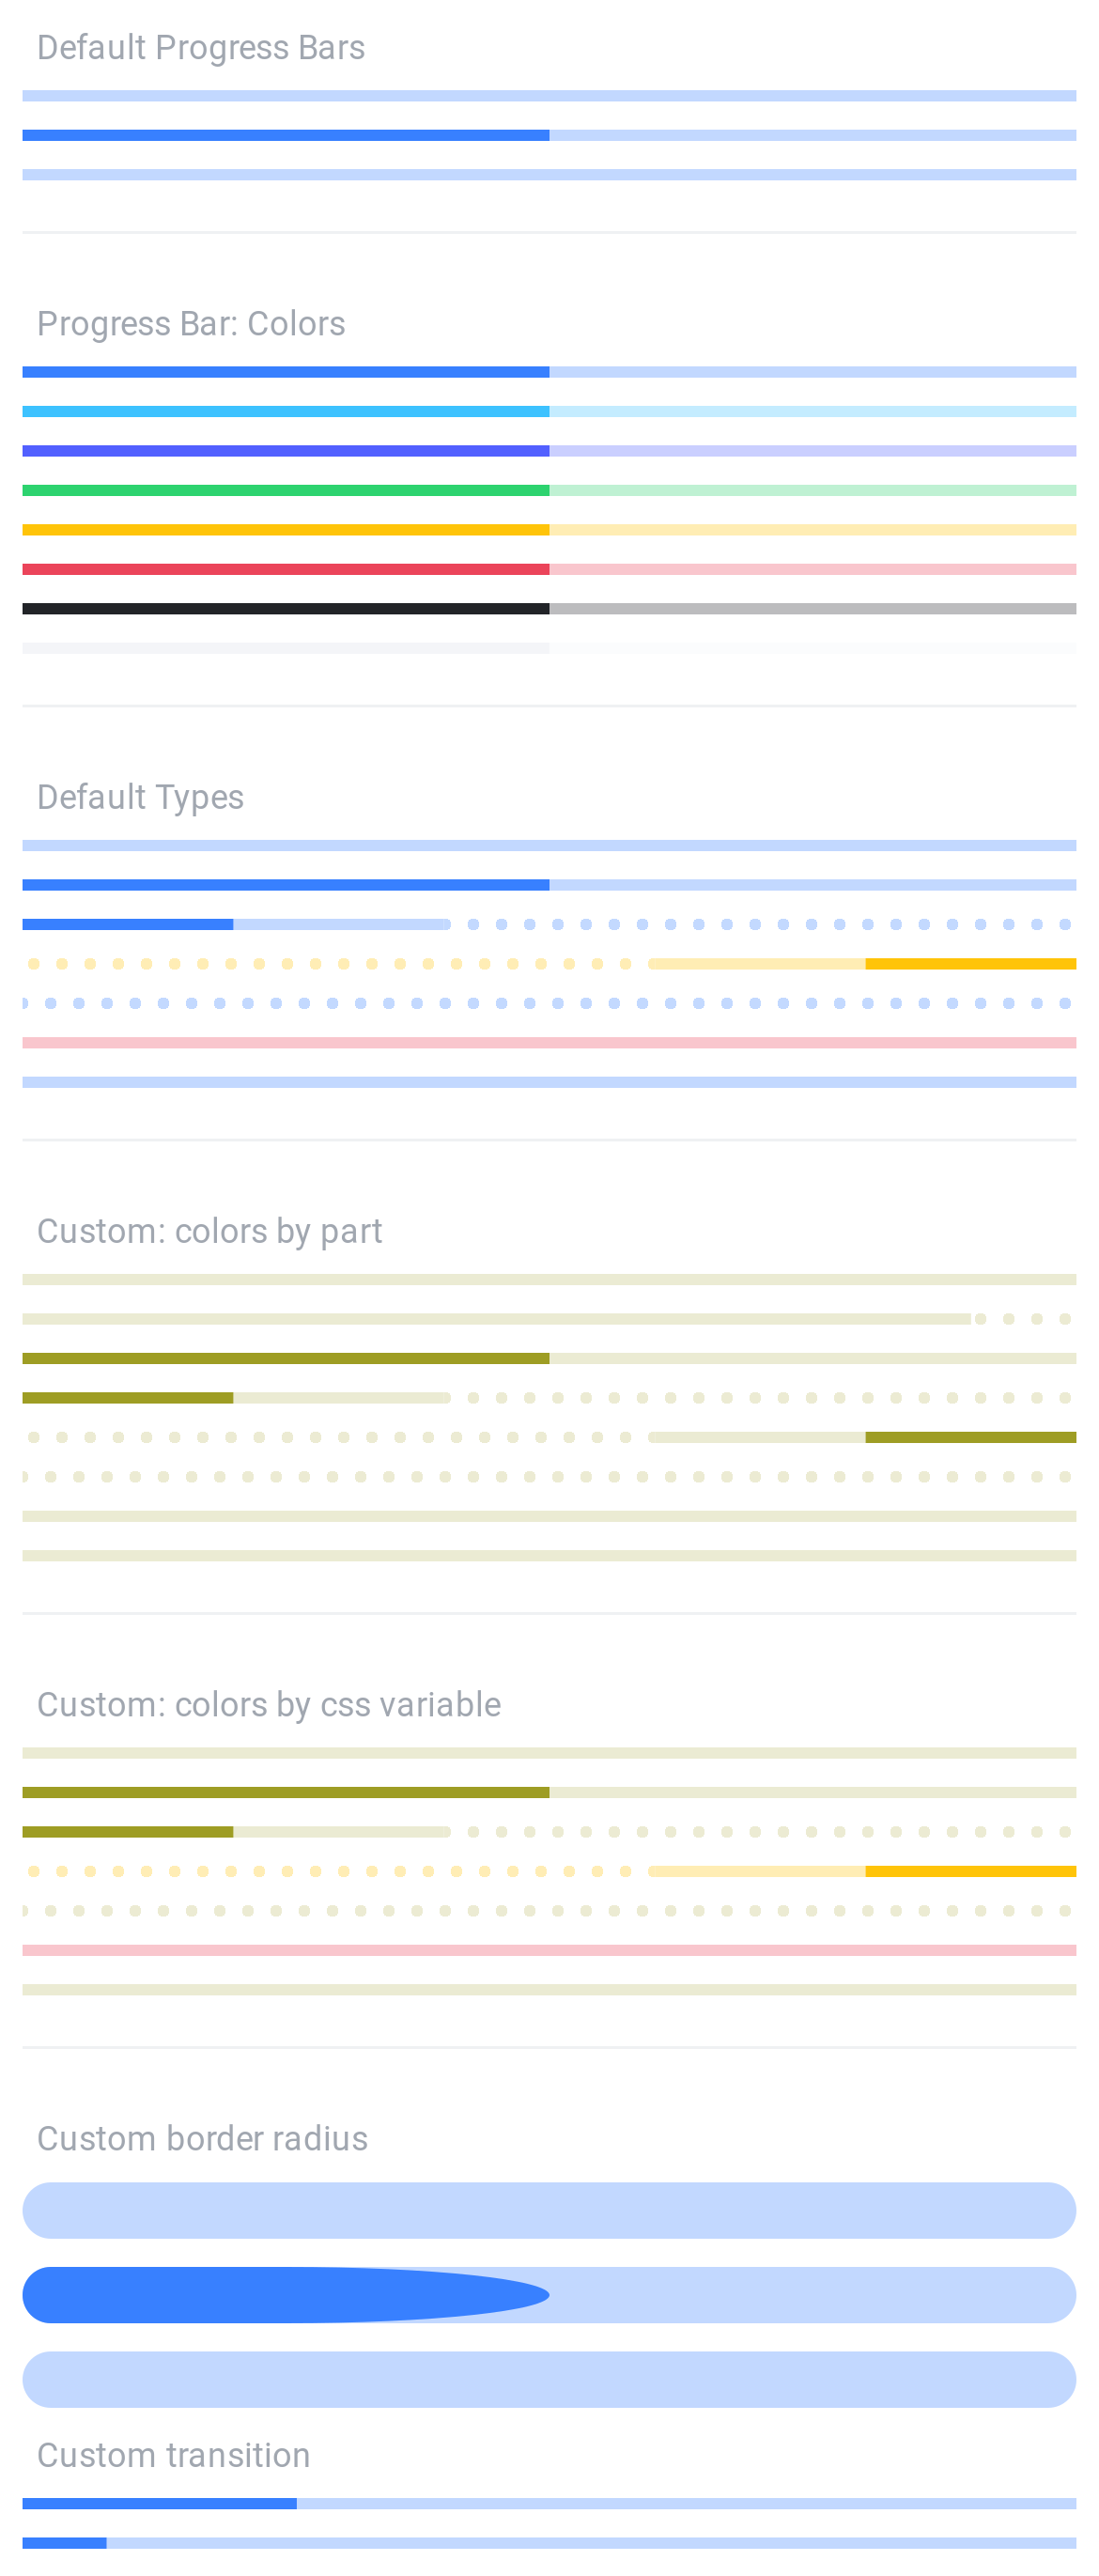 Default Progress Bars
Progress Bar: Colors
Default Types
Custom: colors by part
Custom: colors by css variable
Custom border radius
Custom transition